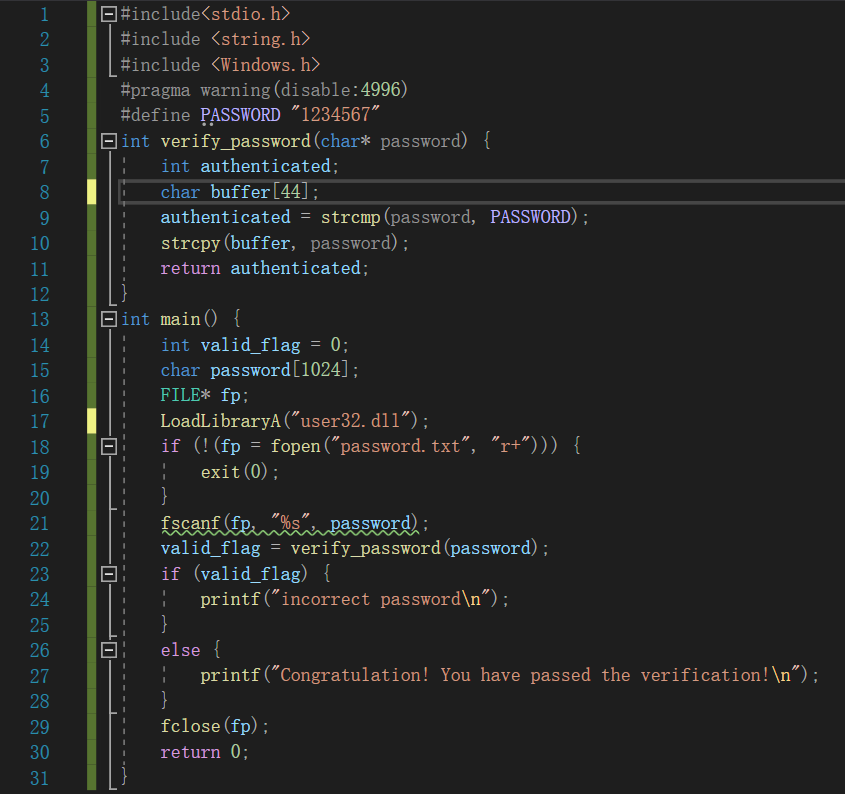 1 #include<stdio.h>
2 #include <string.h>
3 #include <Windows.h>
4 #pragma warning(disable:4996)
5 #define PASSWORD "1234567"
6 int verify_password(char* password) {
7 int authenticated;
8 char buffer[44];
9 authenticated = strcmp(password, PASSWORD);
10 strcpy(buffer, password);
11 return authenticated;
12 }
13 int main() {
14 int valid_flag = 0;
15 char password[1024];
16 FILE* fp;
17 LoadLibraryA("user32.dll");
18 if (!(fp = fopen("password.txt", "r+"))) {
19 exit(0);
20 }
21 fscanf(fp, "%s", password);
22 valid_flag = verify_password(password);
23 if (valid_flag) {
24 printf("incorrect password\n");
25 }
26 else {
27 printf("Congratulation! You have passed the verification!\n");
28 }
29 fclose(fp);
30 return 0;
31 }